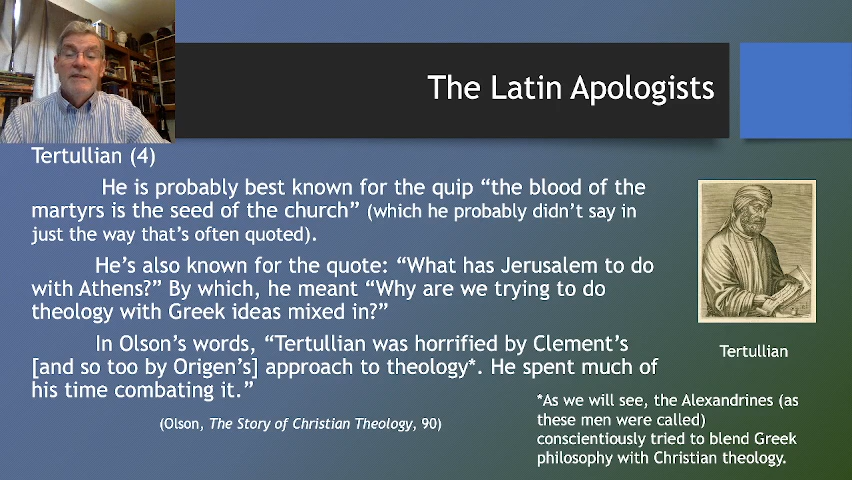 The Latin Apologists
Tertullian (4)
He is probably best known for the quip “the blood of the
martyrs is the seed of the church” (which he probably didn’t say in
just the way that’s often quoted).
He’s also known for the quote: “What has Jerusalem to do
with Athens?” By which, he meant “Why are we trying to do
theology with Greek ideas mixed in?”
In Olson’s words, “Tertullian was horrified by Clement’s
[and so too by Origen’s] approach to theology*. He spent much of
his time combating it.”
(Olson, The Story of Christian Theology, 90)
Tertullian
*As we will see, the Alexandrines (as
these men were called)
conscientiously tried to blend Greek
philosophy with Christian theology.